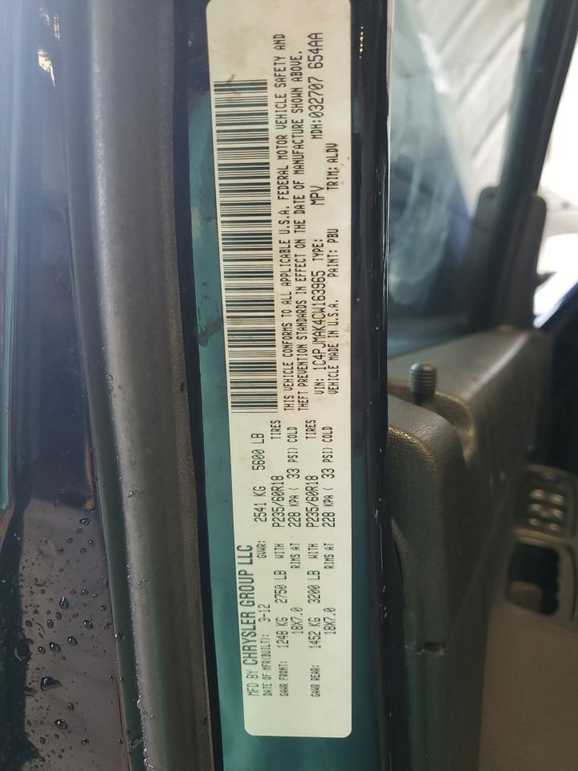 MFD BY CHRYSLER GROUP LLC
DATE OF MFR(BUILT): 3-12
GVWR: 2541 KG 5600 LB
GAWR FRONT: 1248 KG 2750 LB WITH P235/60R18 TIRES
18X7.0 RIMS AT 228 KPA( 33 PSI) COLD
GAWR REAR: 1452 KG 3200 LB WITH P235/60R18 TIRES
18X7.0 RIMS AT 228 KPA( 33 PSI) COLD
THIS VEHICLE CONFORMS TO ALL APPLICABLE U.S.A. FEDERAL MOTOR VEHICLE SAFETY AND
THEFT PREVENTION STANDARDS IN EFFECT ON THE DATE OF MANUFACTURE SHOWN ABOVE.
VIN: 1C4PJMAK4CW163965 TYPE: MPV MDH:032707 654AA
VEHICLE MADE IN U.S.A. PAINT: PBU TRIM: ALDV